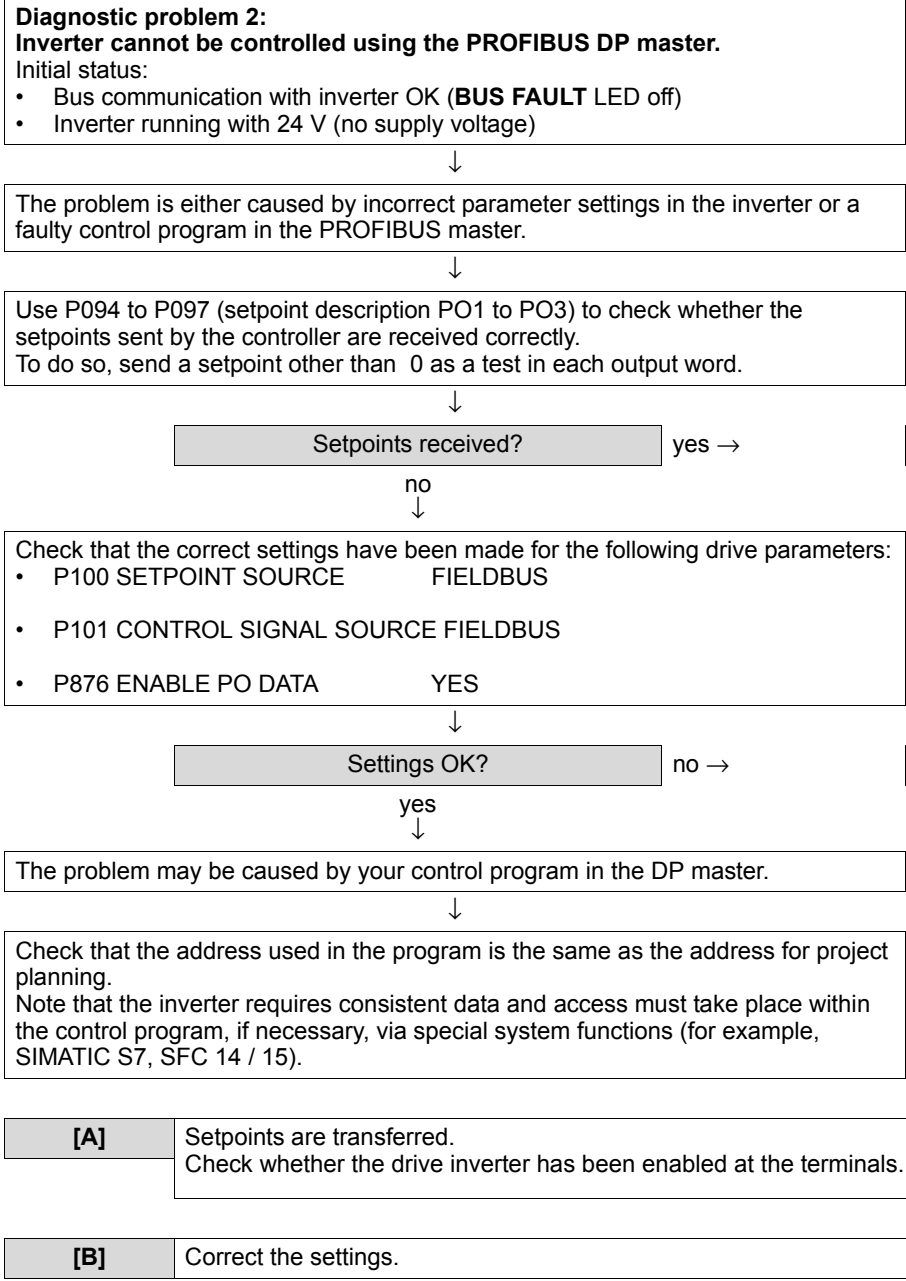 Diagnostic problem 2:
Inverter cannot be controlled using the PROFIBUS DP master.
Initial status:
• Bus communication with inverter OK (BUS FAULT LED off)
• Inverter running with 24 V (no supply voltage)
↓
The problem is either caused by incorrect parameter settings in the inverter or a
faulty control program in the PROFIBUS master.
↓
Use P094 to P097 (setpoint description PO1 to PO3) to check whether the
setpoints sent by the controller are received correctly.
To do so, send a setpoint other than 0 as a test in each output word.
↓
Setpoints received? yes →
no
↓
Check that the correct settings have been made for the following drive parameters:
• P100 SETPOINT SOURCE FIELDBUS
• P101 CONTROL SIGNAL SOURCE FIELDBUS
• P876 ENABLE PO DATA YES
↓
Settings OK? no →
yes
↓
The problem may be caused by your control program in the DP master.
↓
Check that the address used in the program is the same as the address for project
planning.
Note that the inverter requires consistent data and access must take place within
the control program, if necessary, via special system functions (for example,
SIMATIC S7, SFC 14 / 15).
[A] Setpoints are transferred.
Check whether the drive inverter has been enabled at the terminals.
[B] Correct the settings.